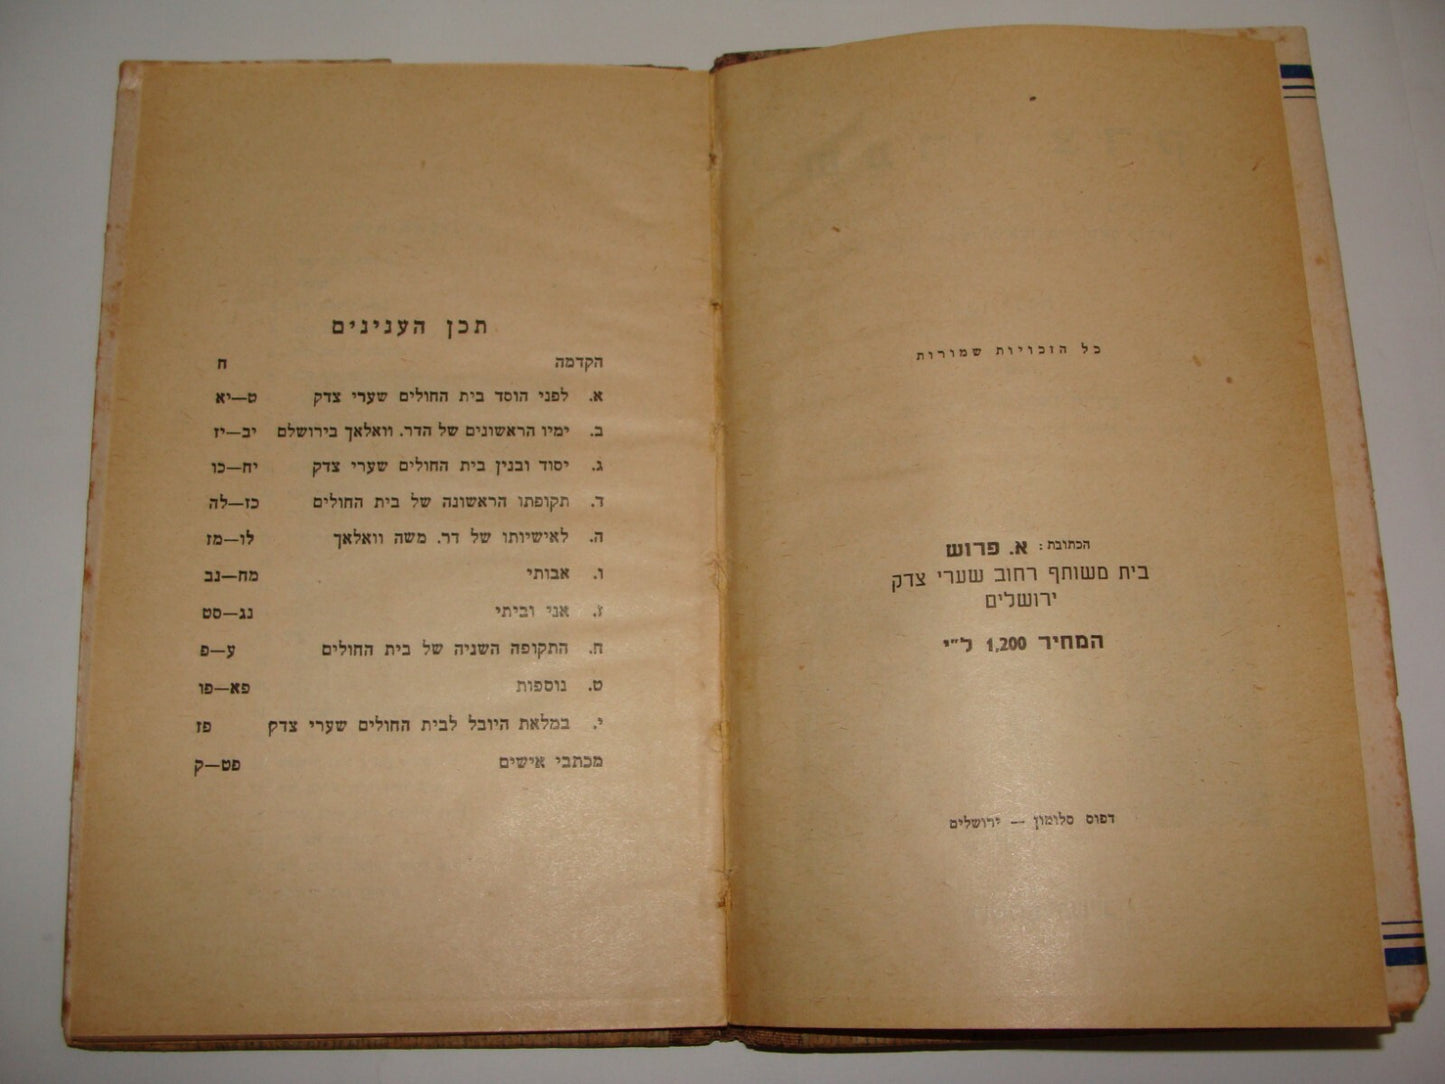 כל הזכויות שמורות
הכתובת: א. פרוש
בית משותף רחוב שערי צדק
ירושלים
המחיר 1,200 ל"י
דפוס סלומון — ירושלים
תכן הענינים
הקדמה ח
א. לפני הוסד בית החולים שערי צדק ט—יא
ב. ימיו הראשונים של הדר. וואלאך בירושלם יב—יז
ג. יסוד ובנין בית החולים שערי צדק יח—כו
ד. תקופתו הראשונה של בית החולים כז—לה
ה. לאישיותו של דר. משה וואלאך לו—מז
ו. אבותי מח—נב
ז. אני וביתי נג—סט
ח. התקופה השניה של בית החולים ע—פ
ט. נוספות פא—פו
י. במלאת היובל לבית החולים שערי צדק פז
מכתבי אישים פט—ק